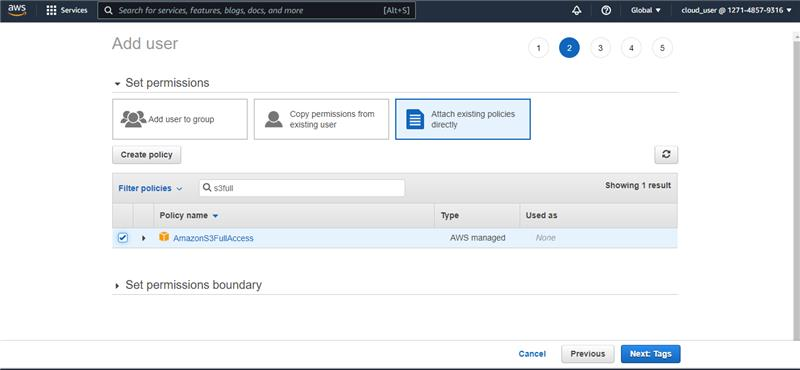 aws Services Search for services, features, blogs, docs, and more [Alt+S] Global cloud_user @ 1271-4857-9316
Add user
1 2 3 4 5
Set permissions
Add user to group
Copy permissions from
existing user
Attach existing policies
directly
Create policy
Filter policies s3full Showing 1 result
Policy name Type Used as
AmazonS3FullAccess AWS managed None
Set permissions boundary
Cancel Previous Next: Tags